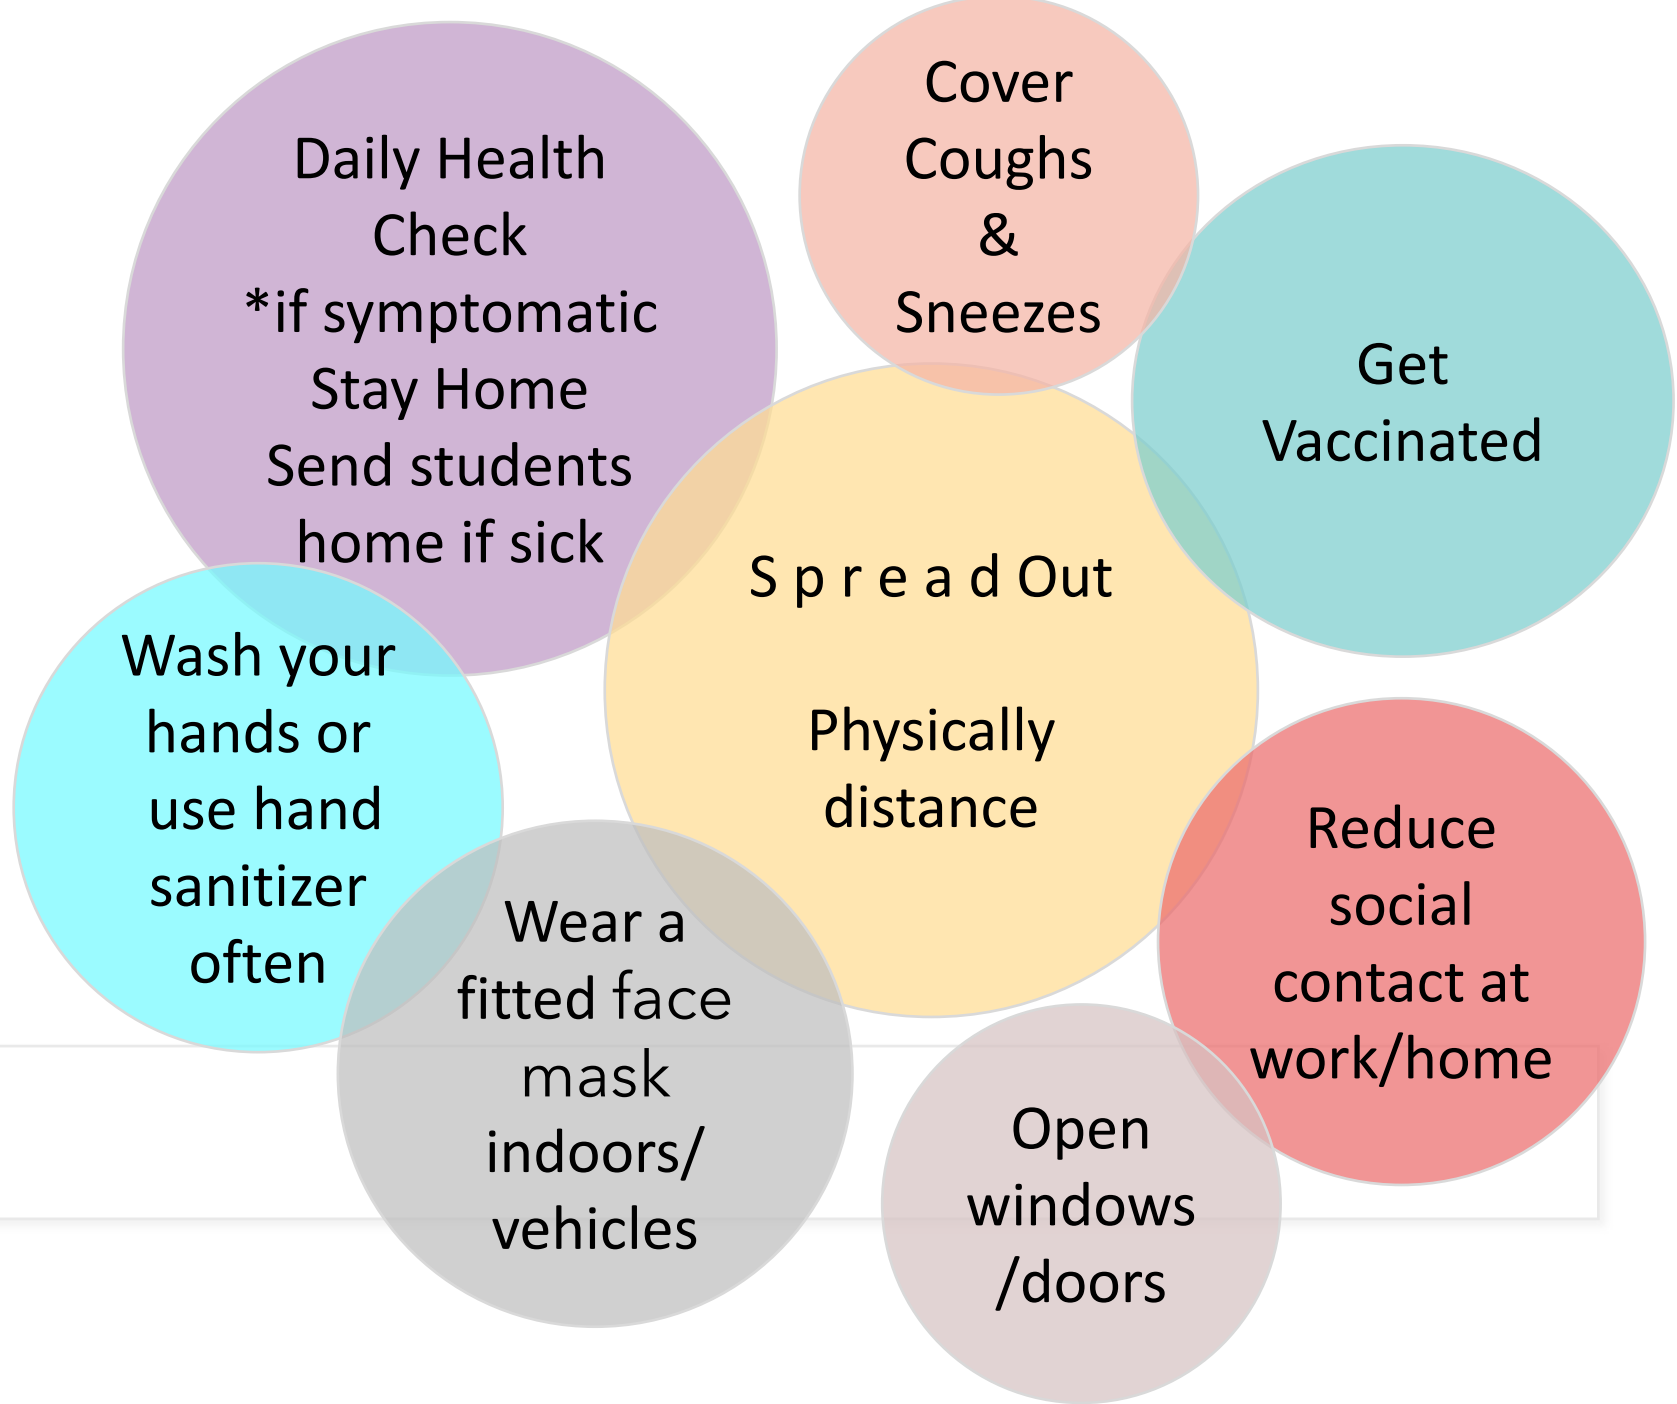 Daily Health
Check
*if symptomatic
Stay Home
Send students
home if sick
Cover
Coughs
&
Sneezes
Get
Vaccinated
S p r e a d Out
Physically
distance
Wash your
hands or
use hand
sanitizer
often
Wear a
fitted face
mask
indoors/
vehicles
Reduce
social
contact at
work/home
Open
windows
/doors